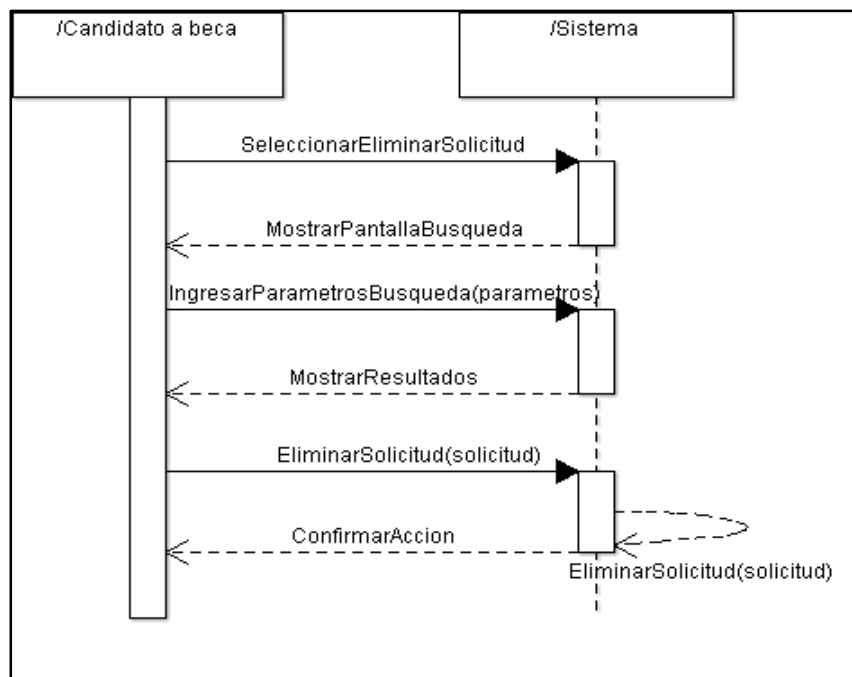 /Candidato a beca
/Sistema
SeleccionarEliminarSolicitud
MostrarPantallaBusqueda
IngresarParametrosBusqueda(parametros)
MostrarResultados
EliminarSolicitud(solicitud)
ConfirmarAccion
EliminarSolicitud(solicitud)